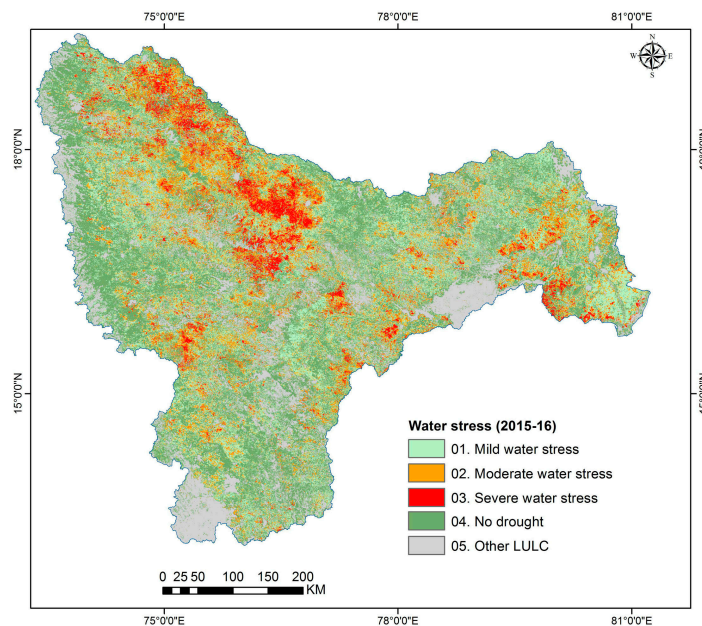 75°0'0"E 78°0'0"E 81°0'0"E
N
W E
S
18°0'0"N
15°0'0"N
Water stress (2015-16)
01. Mild water stress
02. Moderate water stress
03. Severe water stress
04. No drought
05. Other LULC
0 25 50 100 150 200
KM
75°0'0"E 78°0'0"E 81°0'0"E